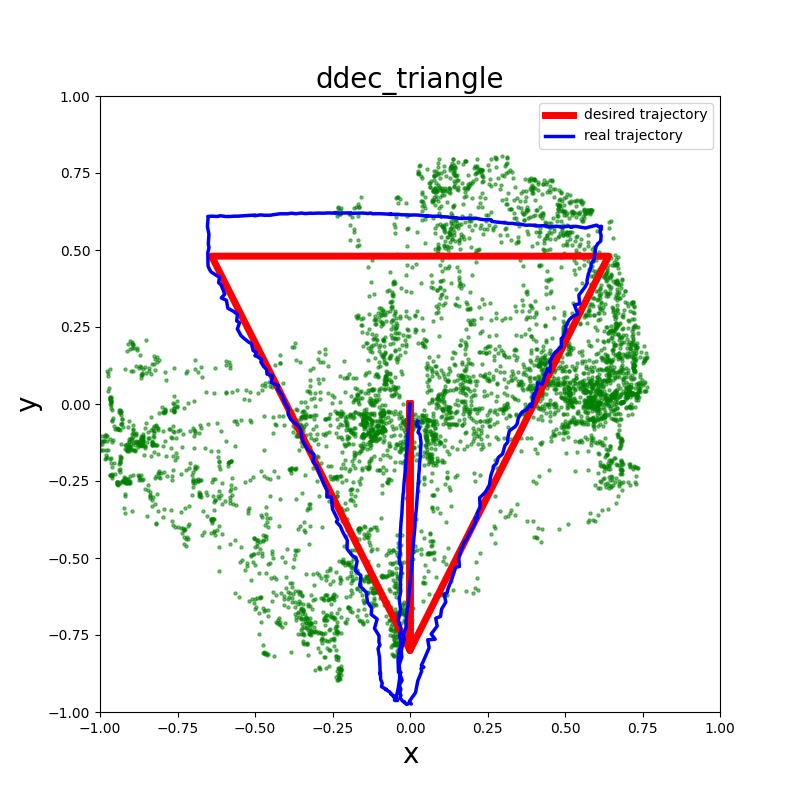 ddec_triangle
desired trajectory
real trajectory
1.00
0.75
0.50
0.25
0.00
−0.25
−0.50
−0.75
−1.00
y
−1.00 −0.75 −0.50 −0.25 0.00 0.25 0.50 0.75 1.00
x